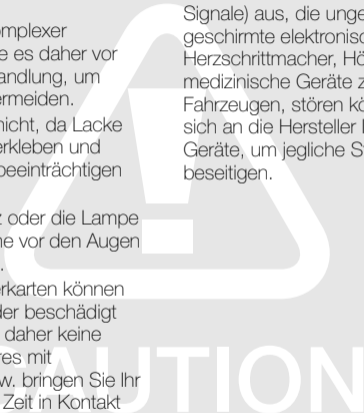 omplexer
e es daher vor
andlung, um
ermeiden.
nicht, da Lacke
erkleben und
beeinträchtigen
z oder die Lampe
ne vor den Augen
.
erkarten können
der beschädigt
daher keine
res mit
w. bringen Sie Ihr
Zeit in Kontakt
Signale) aus, die unge
geschirmte elektronisc
Herzschrittmacher, Hö
medizinische Geräte z
Fahrzeugen, stören kö
sich an die Hersteller
Geräte, um jegliche S
beseitigen.
AUTION